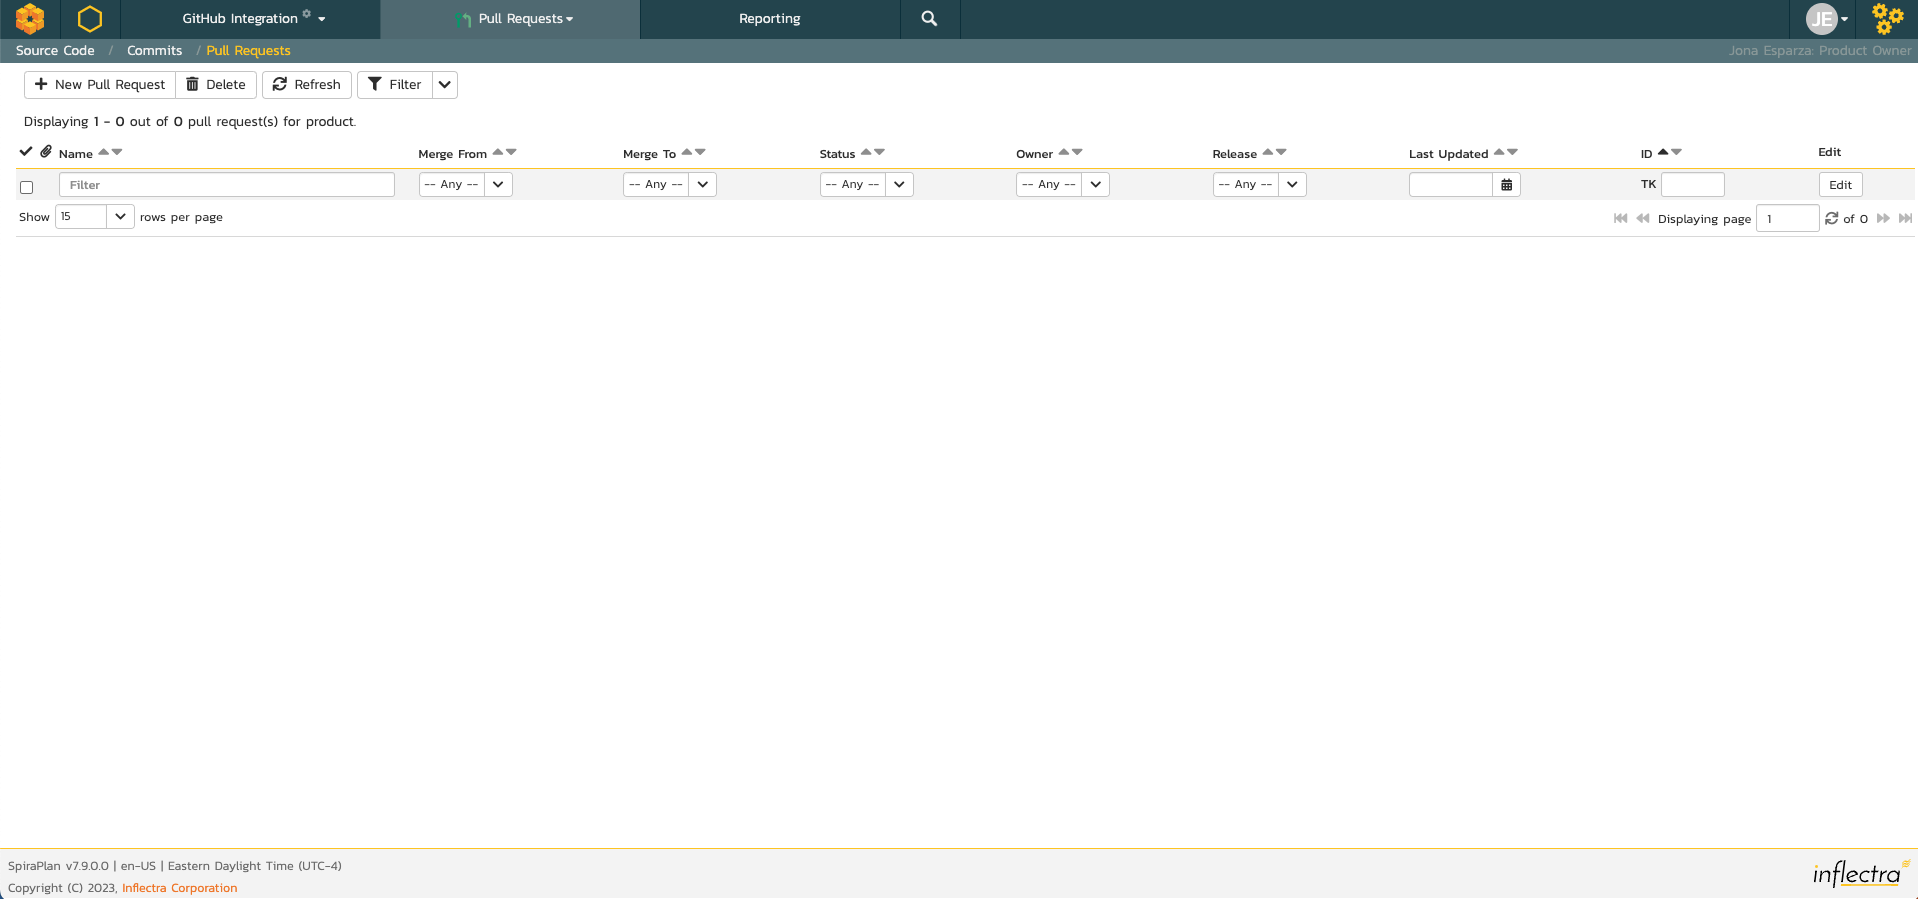 GitHub Integration Pull Requests Reporting JE
Source Code / Commits / Pull Requests Jona Esparza: Product Owner
New Pull Request Delete Refresh Filter
Displaying 1 - 0 out of 0 pull request(s) for product.
Name Merge From Merge To Status Owner Release Last Updated ID Edit
Filter -- Any -- -- Any -- -- Any -- -- Any -- -- Any -- TK Edit
Show 15 rows per page Displaying page 1 of 0
SpiraPlan v7.9.0.0 | en-US | Eastern Daylight Time (UTC-4)
Copyright (C) 2023, Inflectra Corporation
inflectra